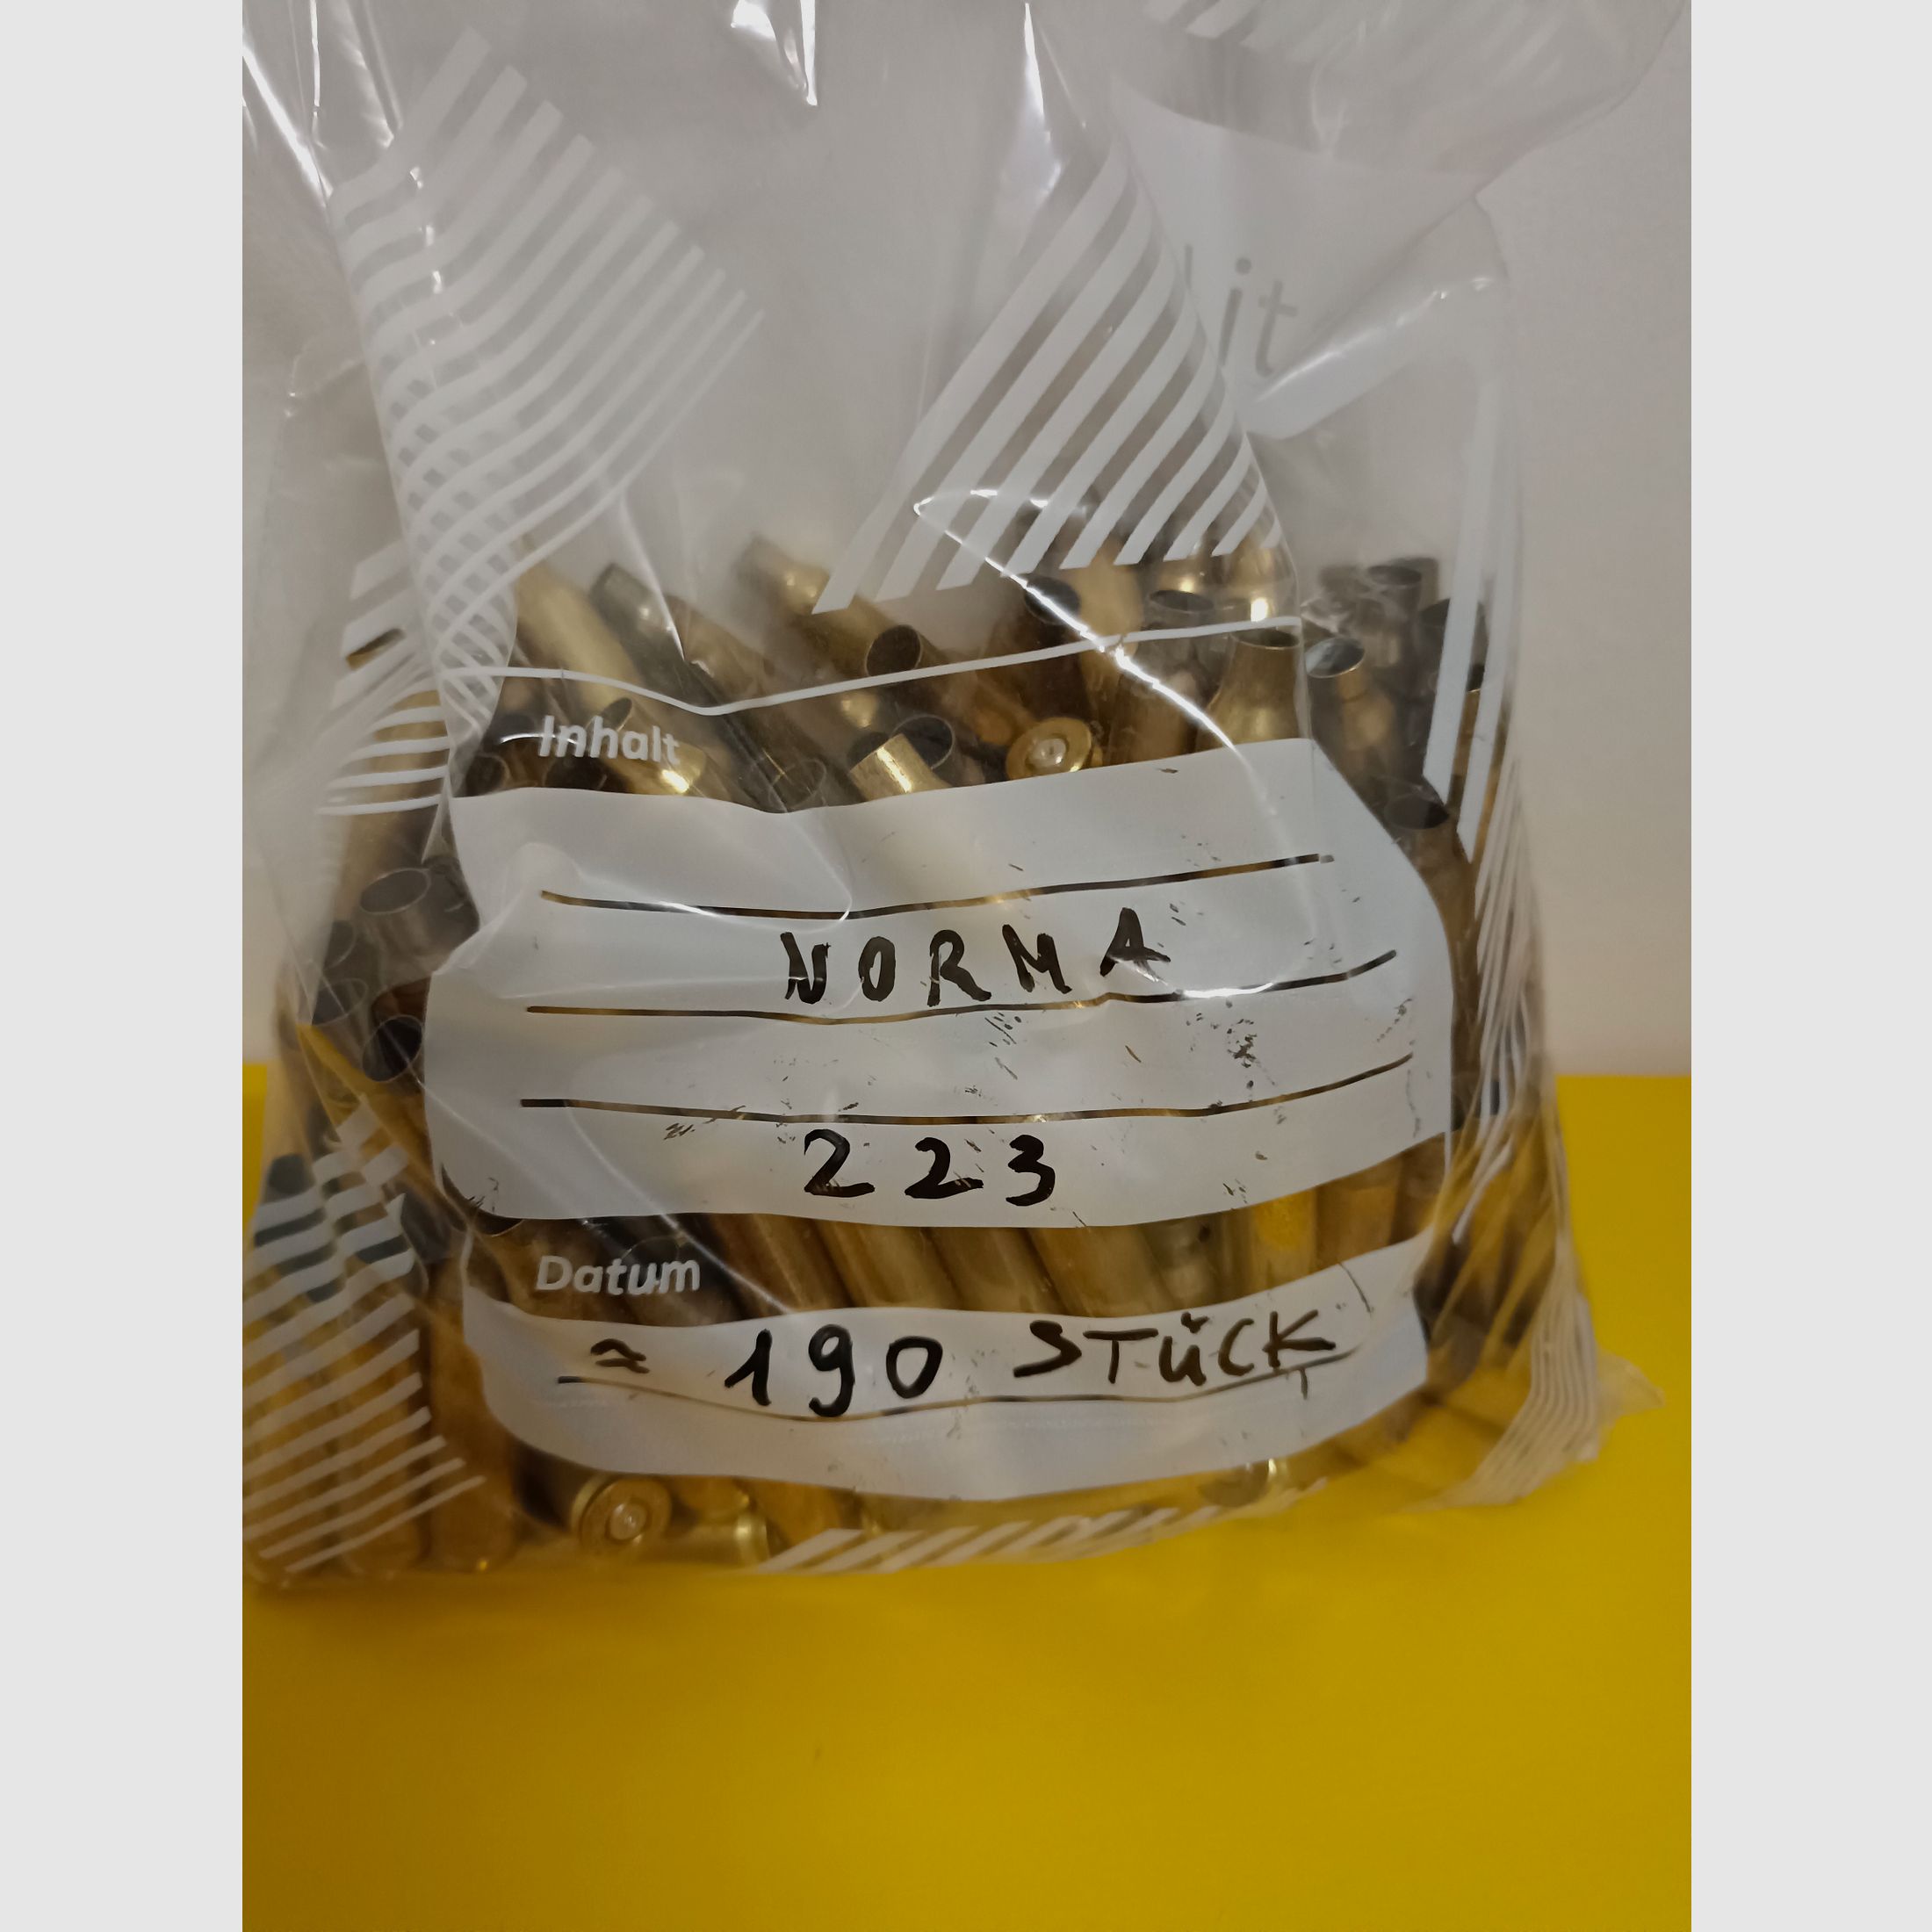 Inhalt
NORMA
223
Datum
≈ 190 STÜCK